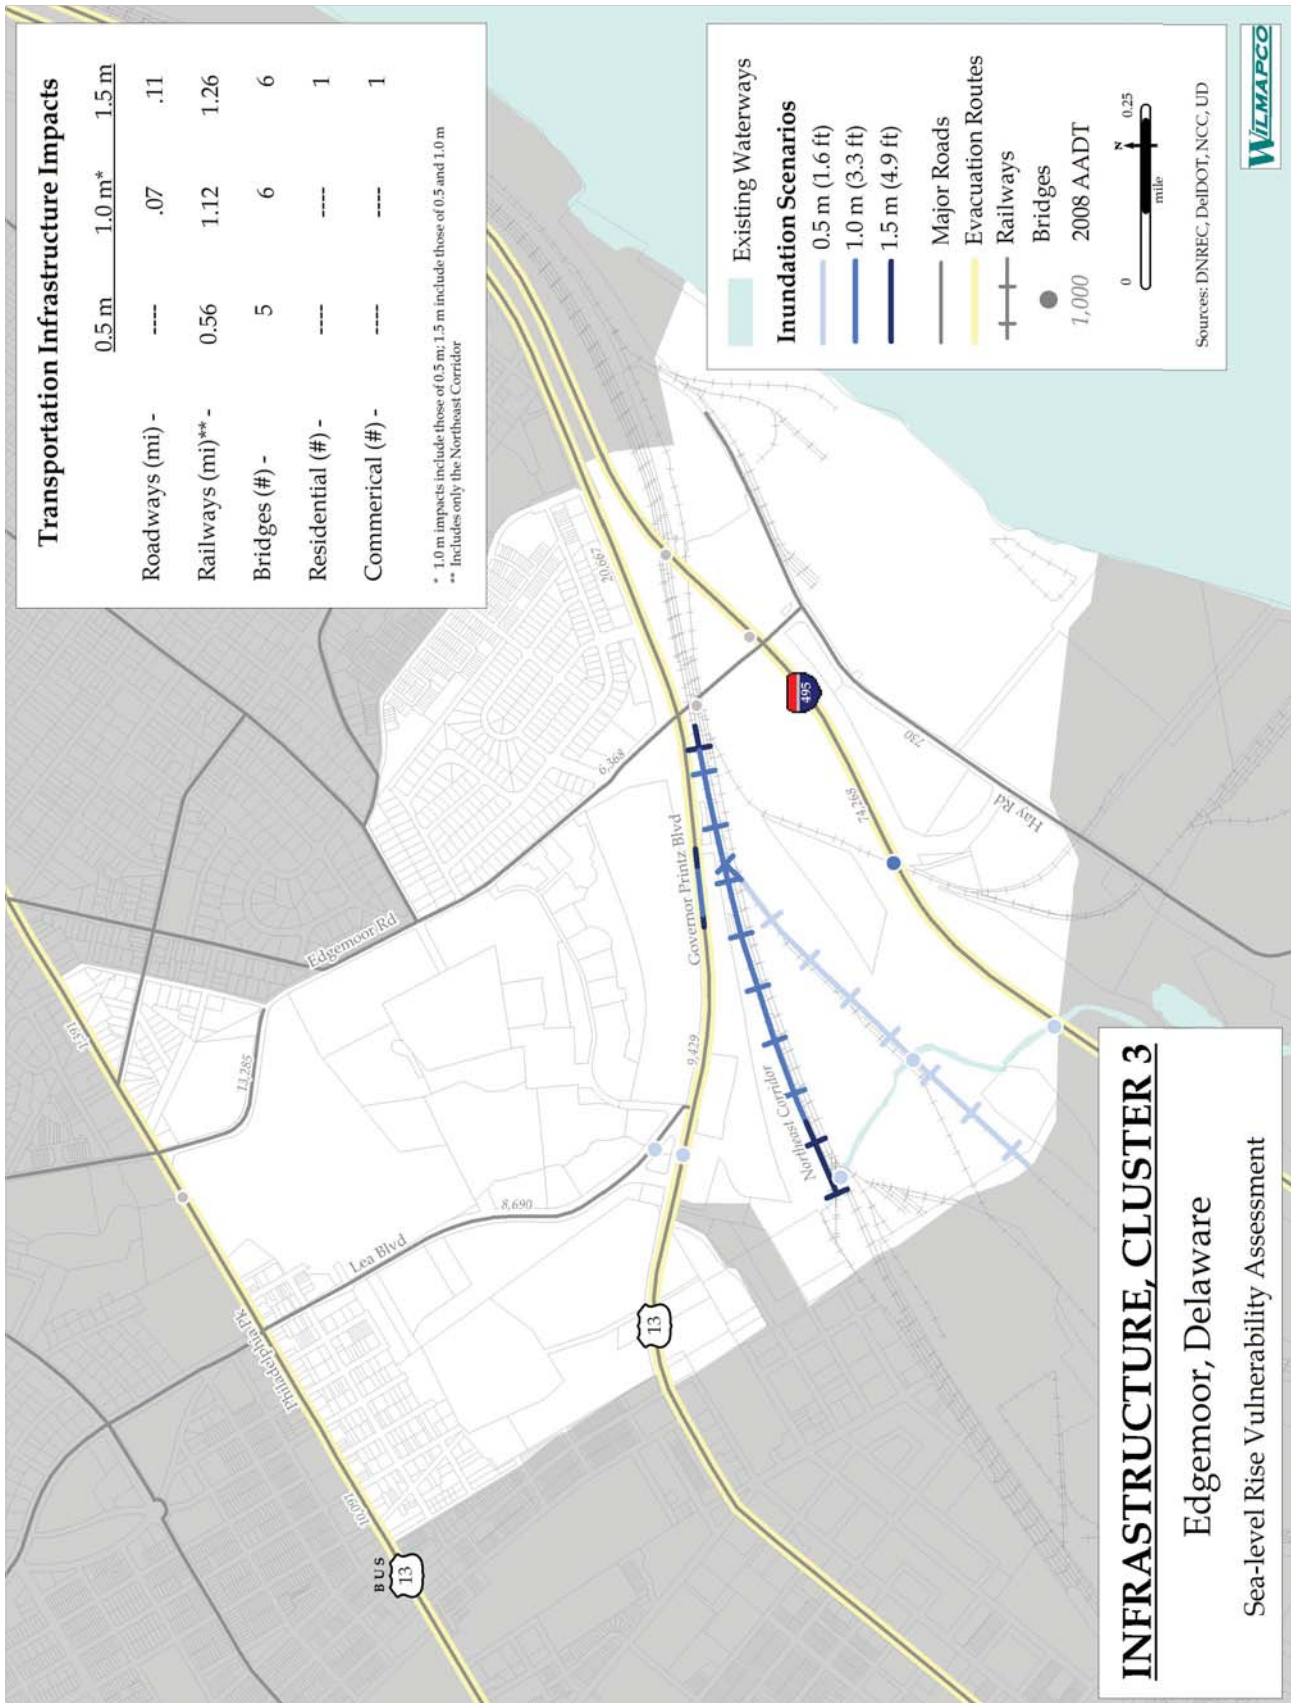 Transportation Infrastructure Impacts
0.5 m 1.0 m* 1.5 m
Roadways (mi) - ---- .07 .11
Railways (mi)** - 0.56 1.12 1.26
Bridges (#) - 5 6 6
Residential (#) - ---- ---- 1
Commerical (#) - ---- ---- 1
* 1.0 m impacts include those of 0.5 m; 1.5 m include those of 0.5 and 1.0 m
** Includes only the Northeast Corridor
Existing Waterways
Inundation Scenarios
0.5 m (1.6 ft)
1.0 m (3.3 ft)
1.5 m (4.9 ft)
Major Roads
Evacuation Routes
Railways
Bridges
1,000 2008 AADT
N
0 0.25
mile
Sources: DNREC, DelDOT, NCC, UD
WILMAPCO
1,391
13,285
Edgemoor Rd
6,368
20,667
Governor Printz Blvd
9,429
Northeast Corridor
74,268
495
730
Hay Rd
8,690
Lea Blvd
Philadelphia Pk
10,091
BUS
13
13
INFRASTRUCTURE, CLUSTER 3
Edgemoor, Delaware
Sea-level Rise Vulnerability Assessment